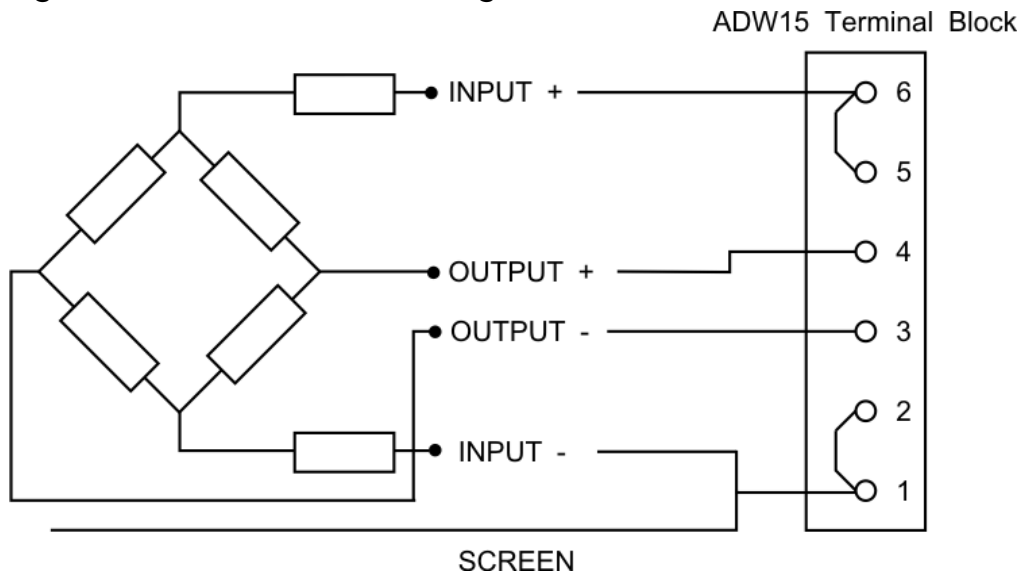 ADW15 Terminal Block
INPUT + 6
5
OUTPUT + 4
OUTPUT - 3
2
INPUT -
1
SCREEN